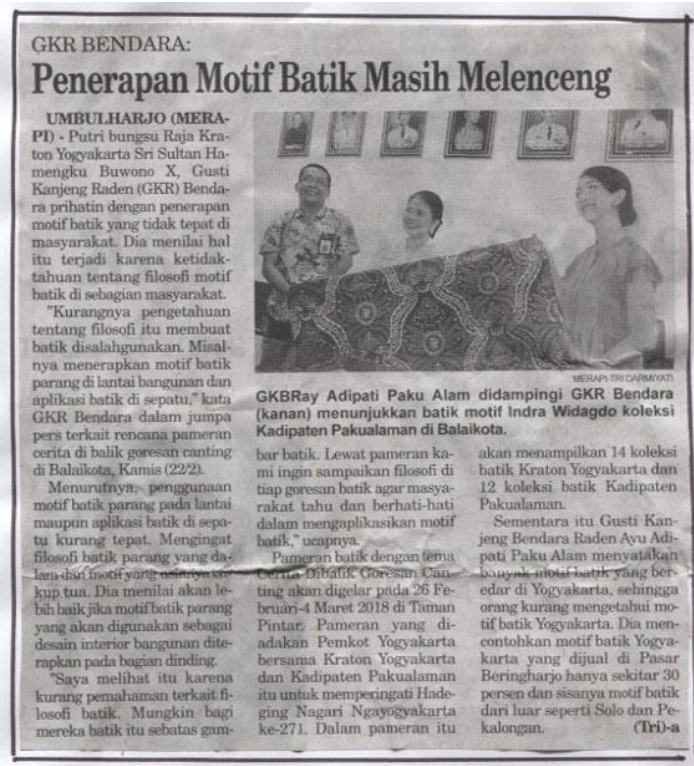 GKR BENDARA:
Penerapan Motif Batik Masih Melenceng
UMBULHARJO (MERA-
PI) - Putri bungsu Raja Kra-
ton Yogyakarta Sri Sultan Ha-
mengku Buwono X, Gusti
Kanjeng Raden (GKR) Benda-
ra prihatin dengan penerapan
motif batik yang tidak tepat di
masyarakat. Dia menilai hal
itu terjadi karena ketidak-
tahuan tentang filosofi motif
batik di sebagian masyarakat.
"Kurangnya pengetahuan
tentang filosofi itu membuat
batik disalahgunakan. Misal-
nya menerapkan motif batik
parang di lantai bangunan dan
aplikasi batik di sepatu," kata
GKR Bendara dalam jumpa
pers terkait rencana pameran
cerita di balik goresan canting
di Balaikota, Kamis (22/2).
Menurutnya, penggunaan
motif batik parang pada lantai
maupun aplikasi batik di sepa-
tu kurang tepat. Mengingat
filosofi batik parang yang da-
lam dan motif yang usianya cu-
kup tua. Dia menilai akan le-
bih baik jika motif batik parang
yang akan digunakan sebagai
desain interior bangunan dite-
rapkan pada bagian dinding.
"Saya melihat itu karena
kurang pemahaman terkait fi-
losofi batik. Mungkin bagi
mereka batik itu sebatas gam-
MERAPI-TRI DARMIYATI
GKBRay Adipati Paku Alam didampingi GKR Bendara
(kanan) menunjukkan batik motif Indra Widagdo koleksi
Kadipaten Pakualaman di Balaikota.
bar batik. Lewat pameran ka-
mi ingin sampaikan filosofi di
tiap goresan batik agar masya-
rakat tahu dan berhati-hati
dalam mengaplikasikan motif
batik," ucapnya.
Pameran batik dengan tema
Cerita Dibalik Goresan Can-
ting akan digelar pada 26 Fe-
bruari-4 Maret 2018 di Taman
Pintar. Pameran yang di-
adakan Pemkot Yogyakarta
bersama Kraton Yogyakarta
dan Kadipaten Pakualaman
itu untuk memperingati Hade-
ging Nagari Ngayogyakarta
ke-271. Dalam pameran itu
akan menampilkan 14 koleksi
batik Kraton Yogyakarta dan
12 koleksi batik Kadipaten
Pakualaman.
Sementara itu Gusti Kan-
jeng Bendara Raden Ayu Adi-
pati Paku Alam menyatakan
banyak motif batik yang ber-
edar di Yogyakarta, sehingga
orang kurang mengetahui mo-
tif batik Yogyakarta. Dia men-
contohkan motif batik Yogya-
karta yang dijual di Pasar
Beringharjo hanya sekitar 30
persen dan sisanya motif batik
dari luar seperti Solo dan Pe-
kalongan. (Tri)-a